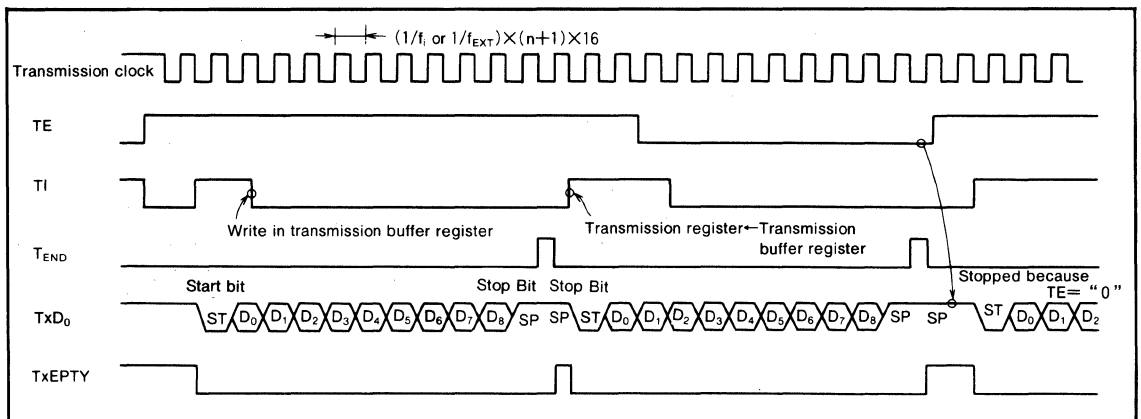 (1/fi or 1/fEXT)×(n+1)×16
Transmission clock
TE
TI
Write in transmission buffer register
Transmission register←Transmission
buffer register
TEND
Start bit
Stop Bit Stop Bit
Stopped because
TE= “0”
TxD0
ST D0 D1 D2 D3 D4 D5 D6 D7 D8 SP SP ST D0 D1 D2 D3 D4 D5 D6 D7 D8 SP SP ST D0 D1 D2
TxEPTY